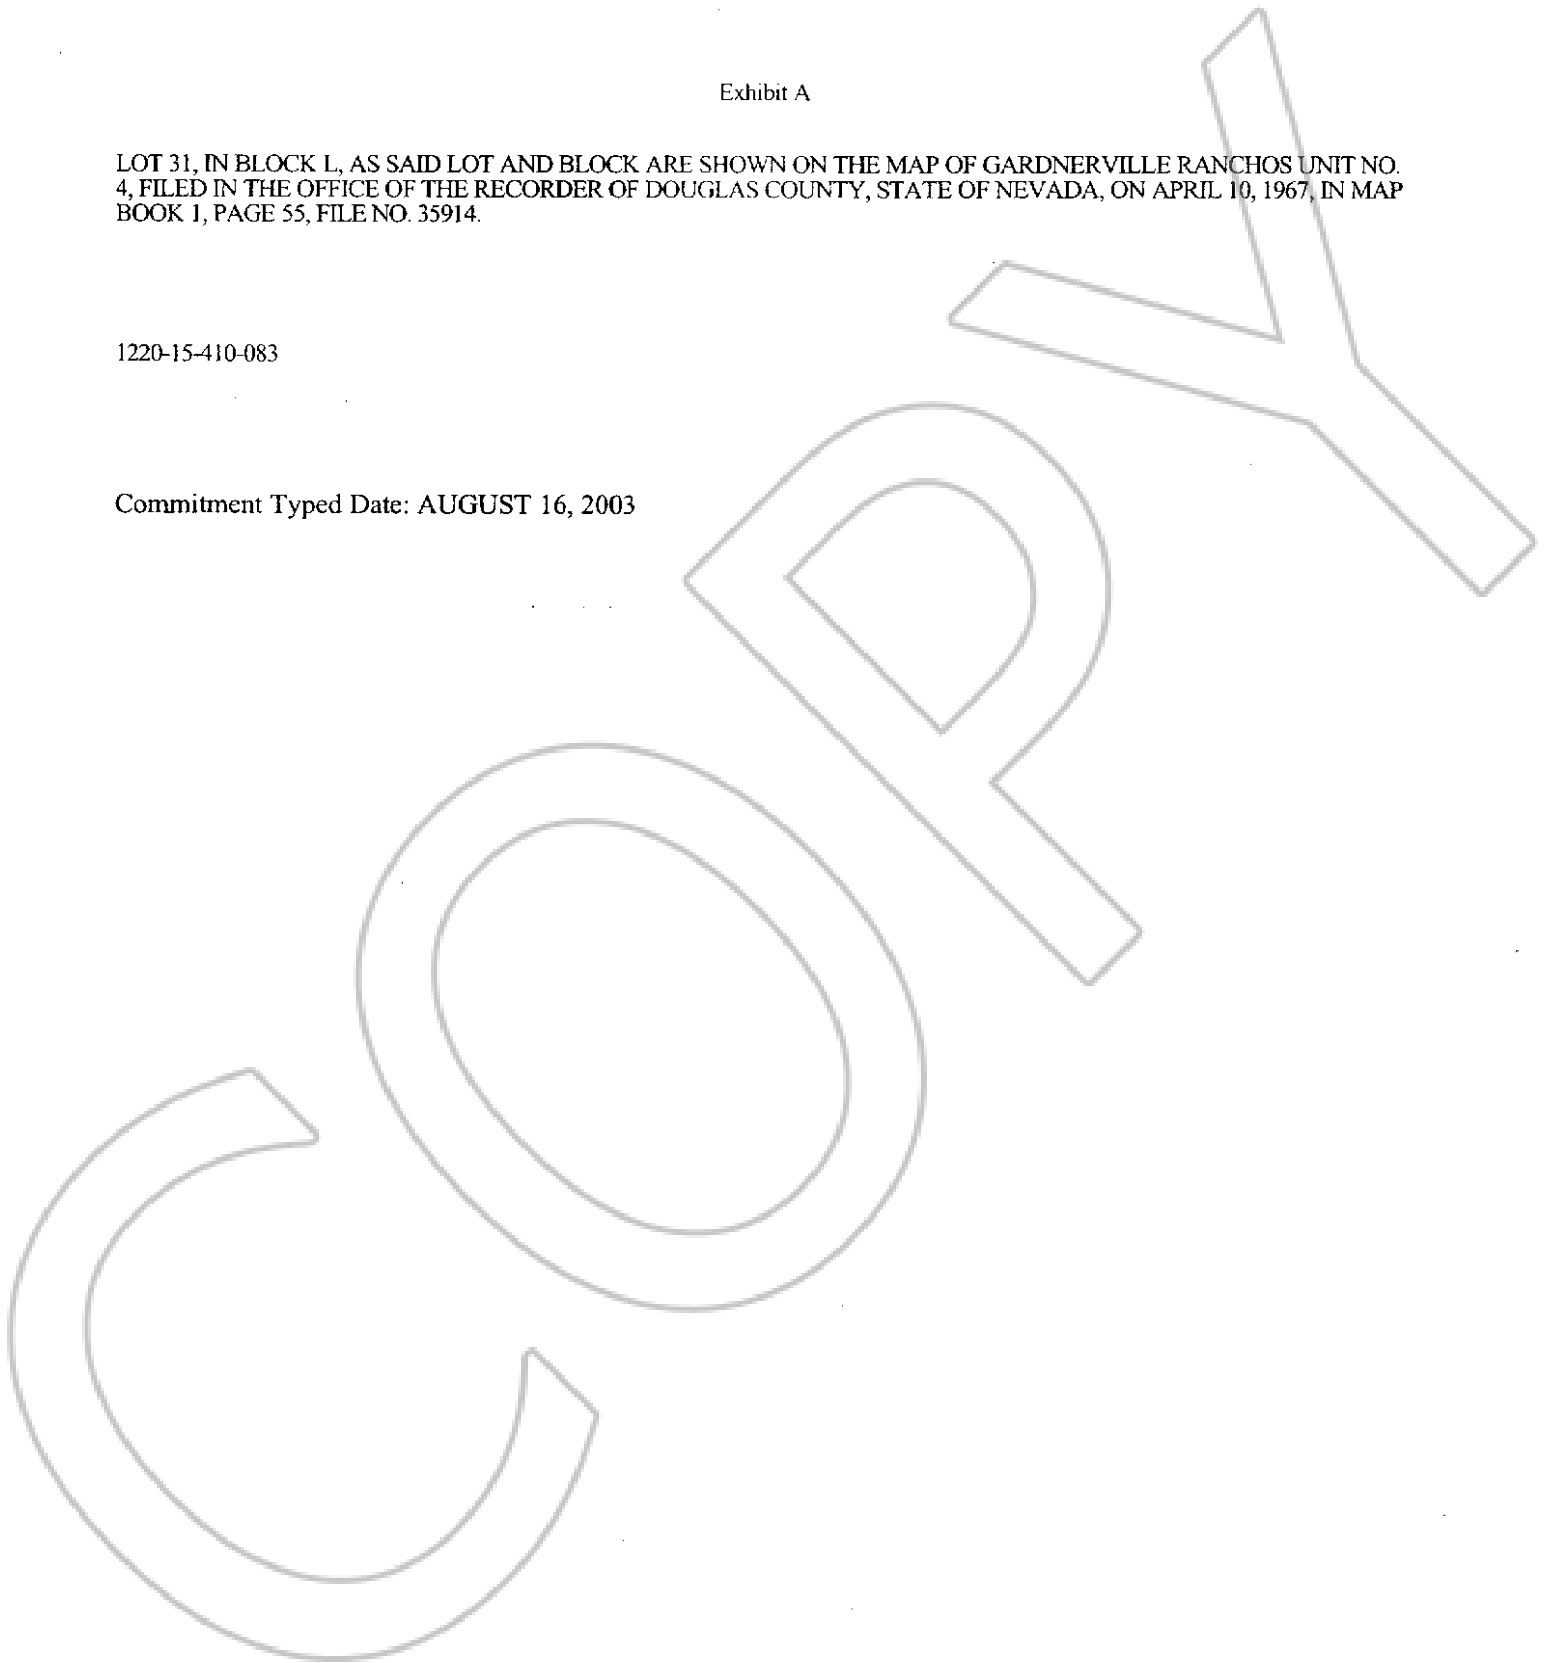 Exhibit A
LOT 31, IN BLOCK L, AS SAID LOT AND BLOCK ARE SHOWN ON THE MAP OF GARDNERVILLE RANCHOS UNIT NO.
4, FILED IN THE OFFICE OF THE RECORDER OF DOUGLAS COUNTY, STATE OF NEVADA, ON APRIL 10, 1967, IN MAP
BOOK 1, PAGE 55, FILE NO. 35914.
1220-15-410-083
Commitment Typed Date: AUGUST 16, 2003
COPY